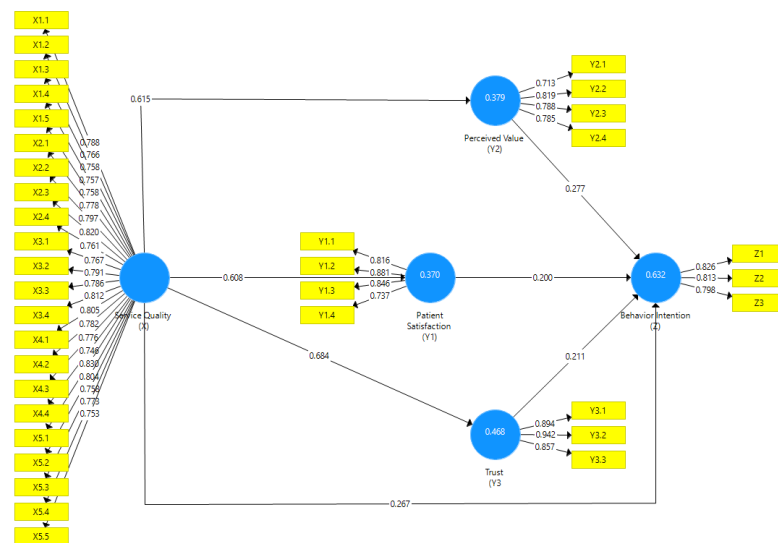 X1.1
X1.2
X1.3
X1.4
X1.5
X2.1
X2.2
X2.3
X2.4
X3.1
X3.2
X3.3
X3.4
X4.1
X4.2
X4.3
X4.4
X5.1
X5.2
X5.3
X5.4
X5.5
0.788
0.766
0.758
0.757
0.758
0.778
0.797
0.820
0.761
0.767
0.791
0.786
0.812
0.805
0.782
0.776
0.746
0.830
0.804
0.758
0.773
0.753
Service Quality
(X)
0.615
0.608
0.684
0.267
Y1.1
Y1.2
Y1.3
Y1.4
0.816
0.881
0.846
0.737
0.370
Patient
Satisfaction
(Y1)
0.379
Perceived Value
(Y2)
0.713
0.819
0.788
0.785
Y2.1
Y2.2
Y2.3
Y2.4
0.277
0.200
0.211
0.468
Trust
(Y3
0.894
0.942
0.857
Y3.1
Y3.2
Y3.3
0.632
Behavior Intention
(Z)
0.826
0.813
0.798
Z1
Z2
Z3